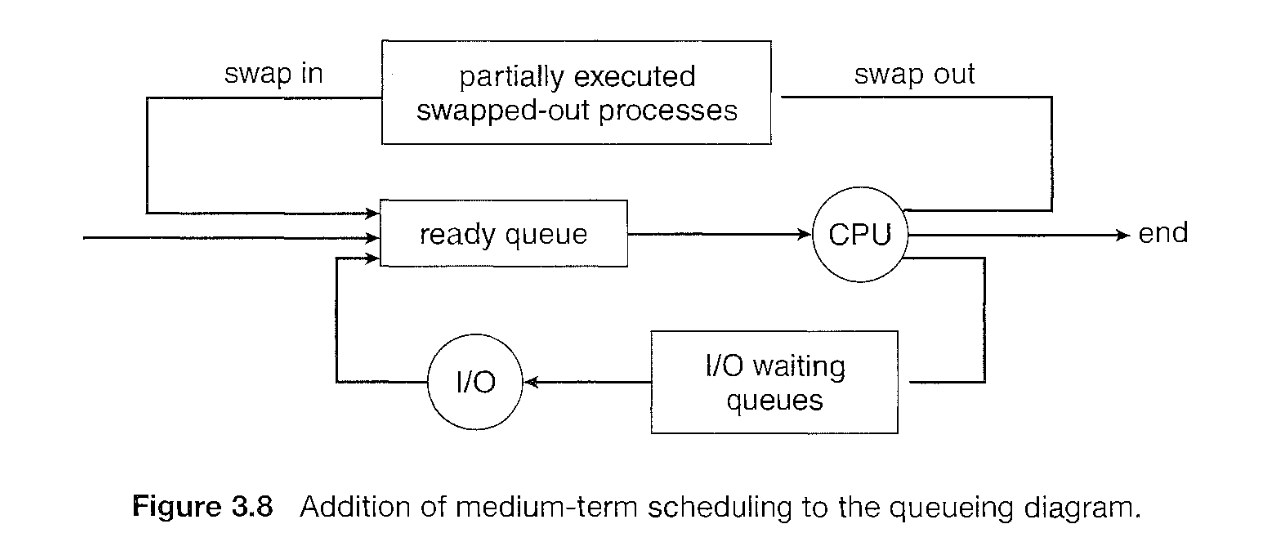 swap in
partially executed
swapped-out processes
swap out
ready queue
CPU
end
I/O
I/O waiting
queues
Figure 3.8 Addition of medium-term scheduling to the queueing diagram.